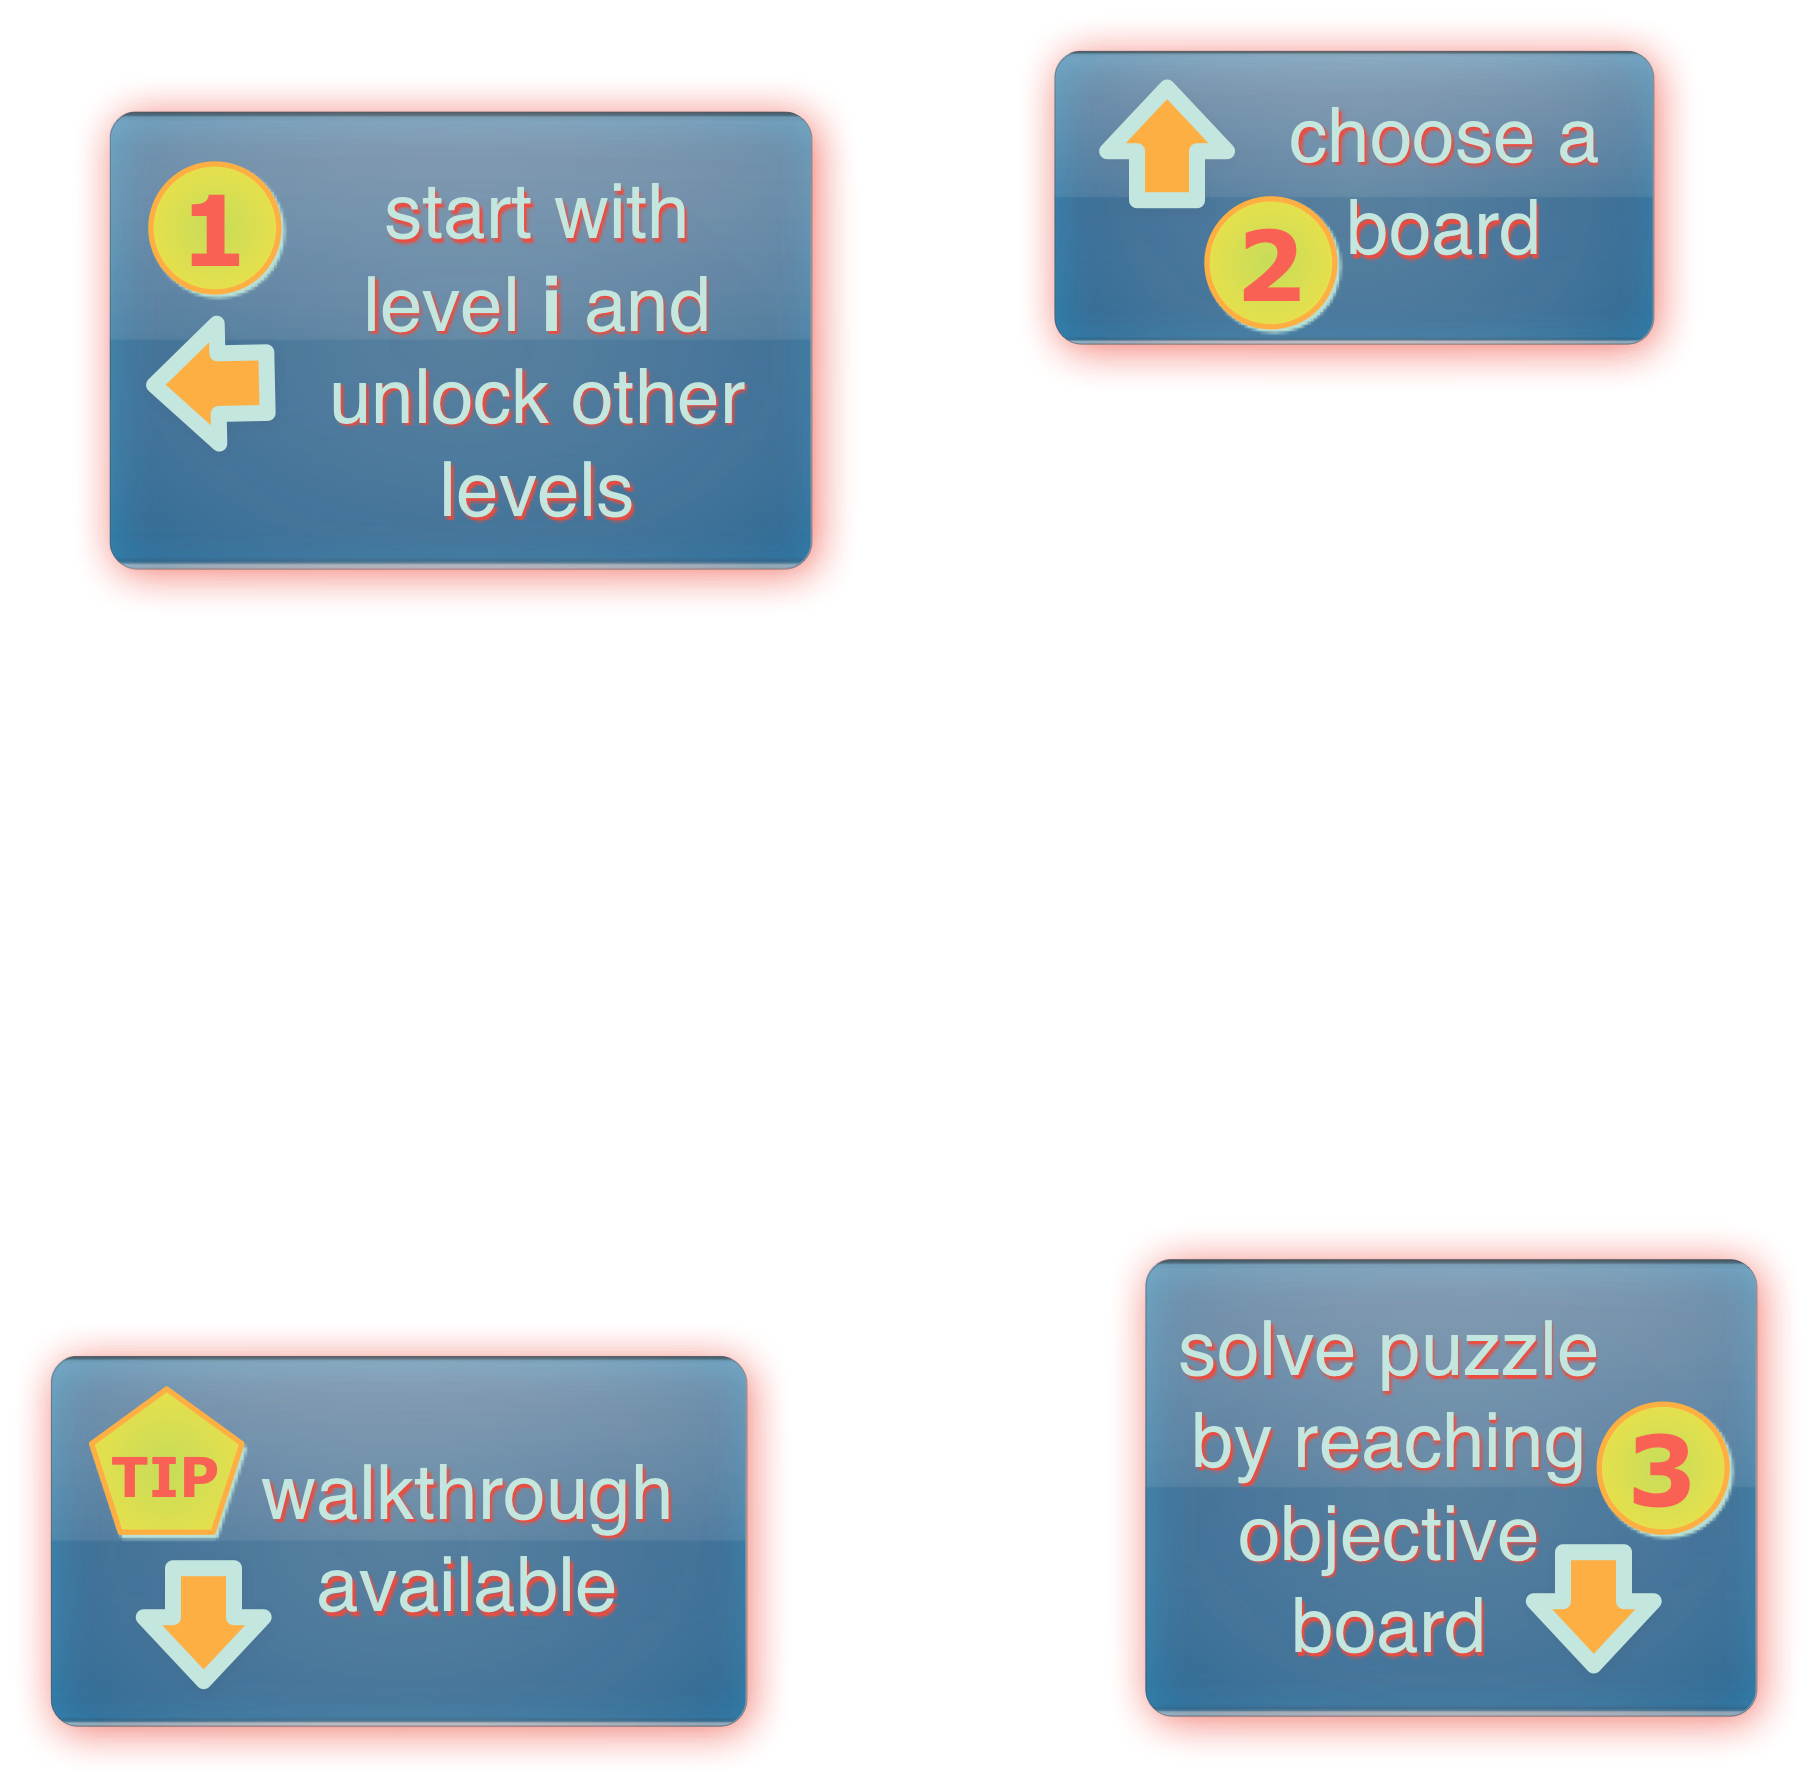 1
start with
level i and
unlock other
levels
choose a
board
2
TIP
walkthrough
available
solve puzzle
by reaching
3
objective
board